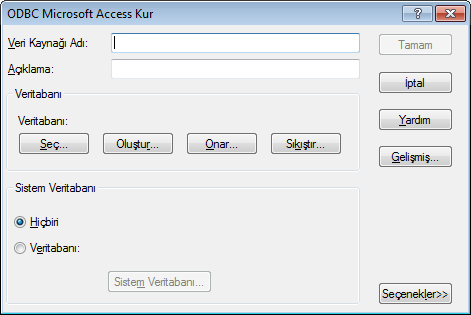 ODBC Microsoft Access Kur
Veri Kaynağı Adı:
Tamam
Açıklama:
İptal
Veritabanı
Veritabanı:
Yardım
Seç...
Oluştur...
Onar...
Sıkıştır...
Gelişmiş...
Sistem Veritabanı
Hiçbiri
Veritabanı:
Sistem Veritabanı...
Seçenekler>>